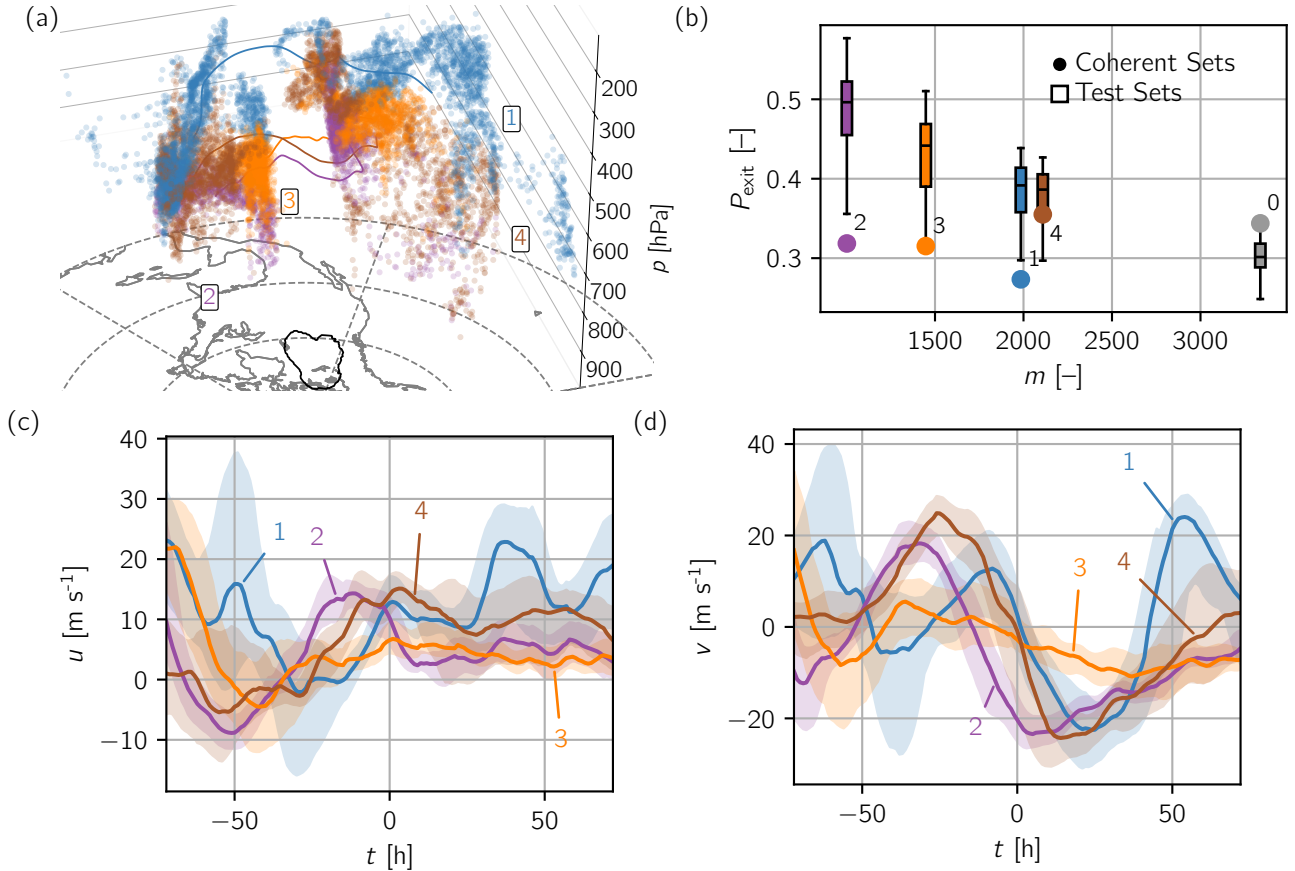 (a)
1
3
4
2
200
300
400
500
600
700
800
900
p [hPa]
(b)
Coherent Sets
Test Sets
0.5
0.4
0.3
P_exit [–]
2
3
1
4
0
1500 2000 2500 3000
m [–]
(c)
40
30
20
10
0
−10
u [m s⁻¹]
1
2
4
3
−50 0 50
t [h]
(d)
40
20
0
−20
v [m s⁻¹]
1
3
4
2
−50 0 50
t [h]